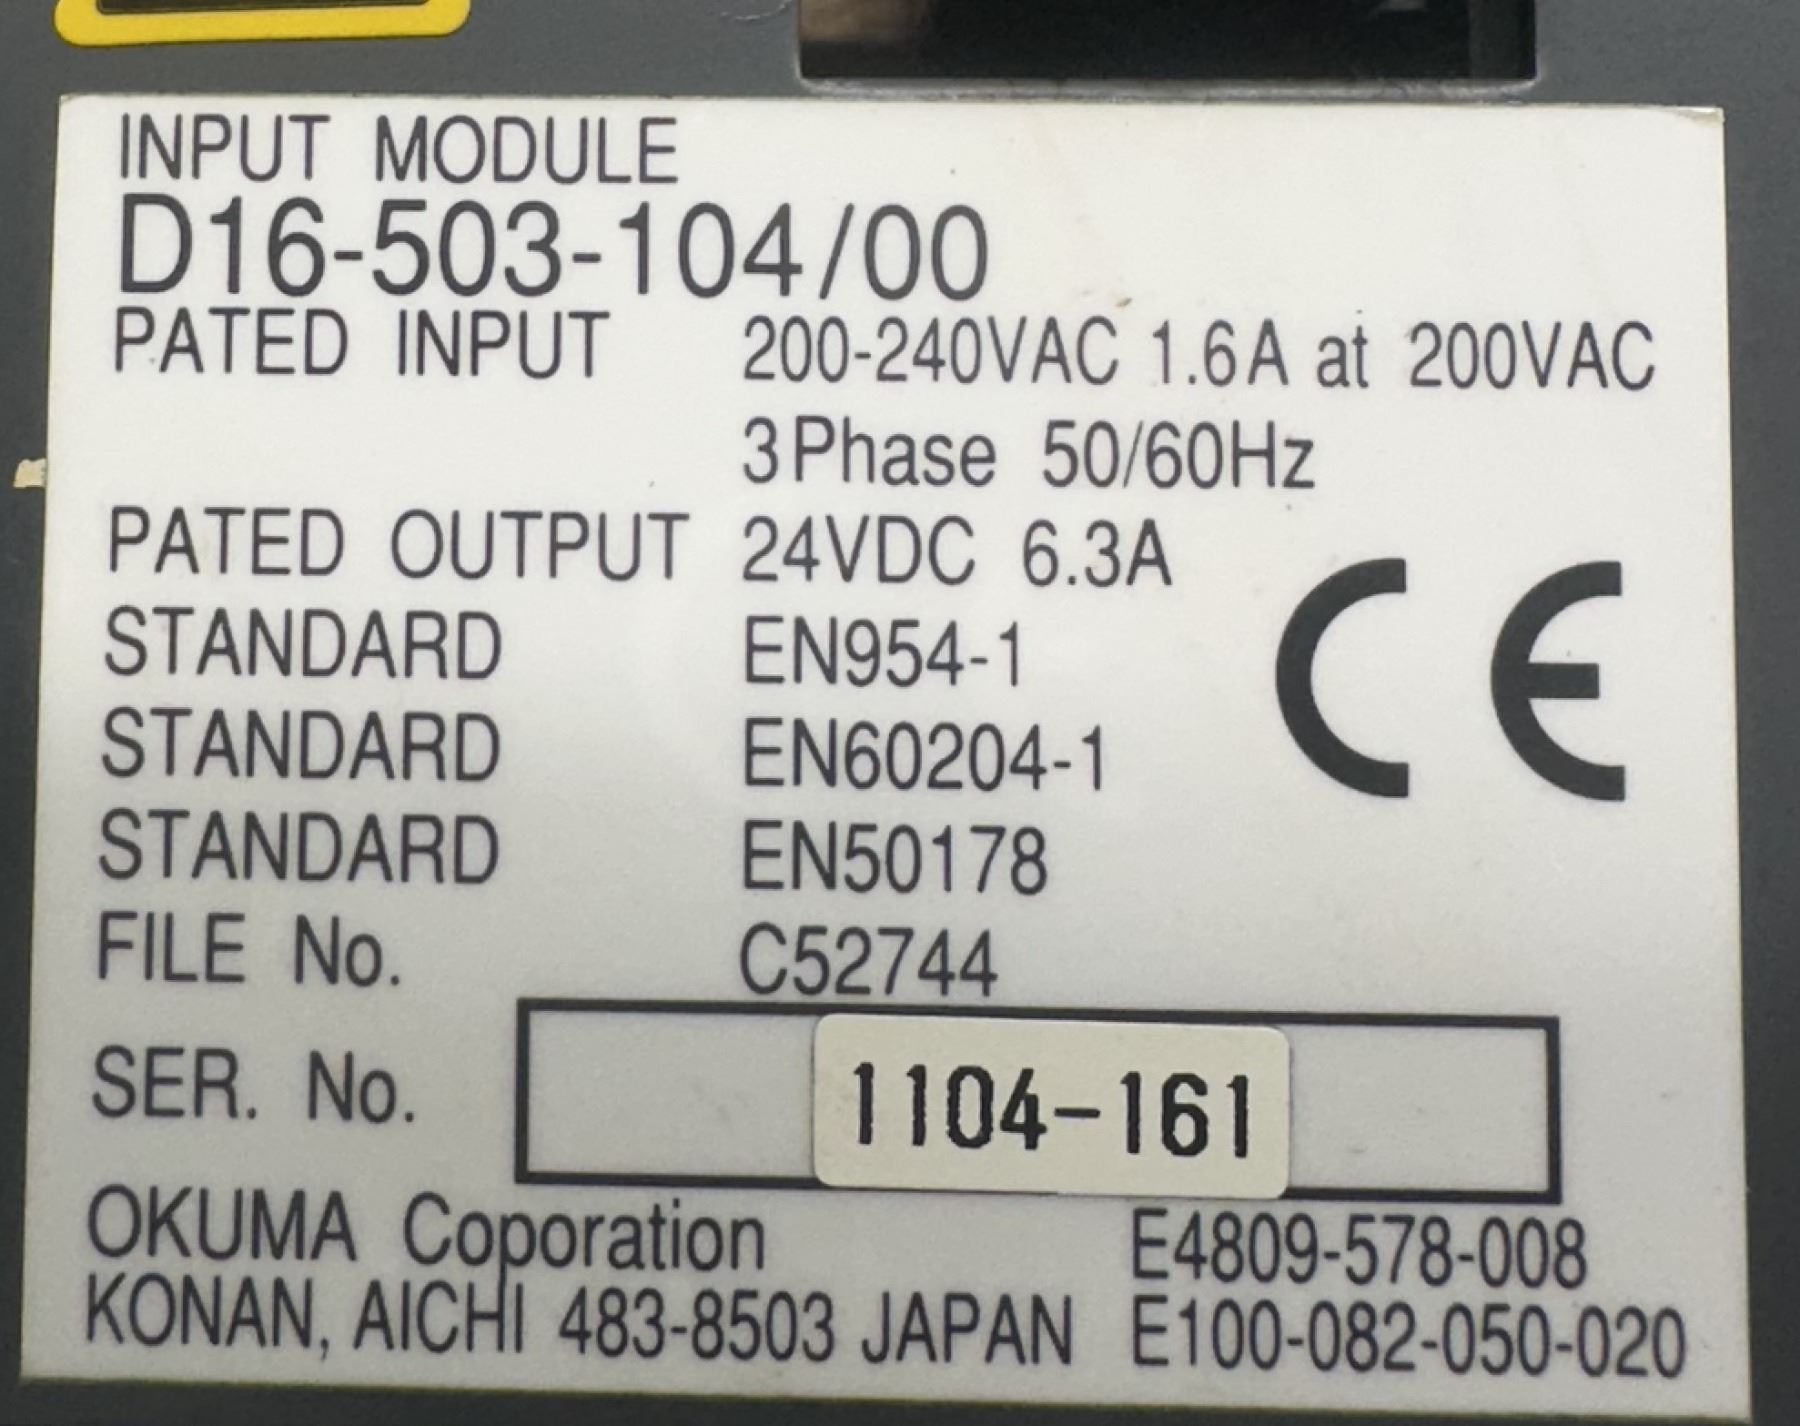 INPUT MODULE
D16-503-104/00
PATED INPUT 200-240VAC 1.6A at 200VAC
3Phase 50/60Hz
PATED OUTPUT 24VDC 6.3A
STANDARD EN954-1
STANDARD EN60204-1
STANDARD EN50178
CE
FILE No. C52744
SER. No. 1104-161
OKUMA Coporation E4809-578-008
KONAN, AICHI 483-8503 JAPAN E100-082-050-020